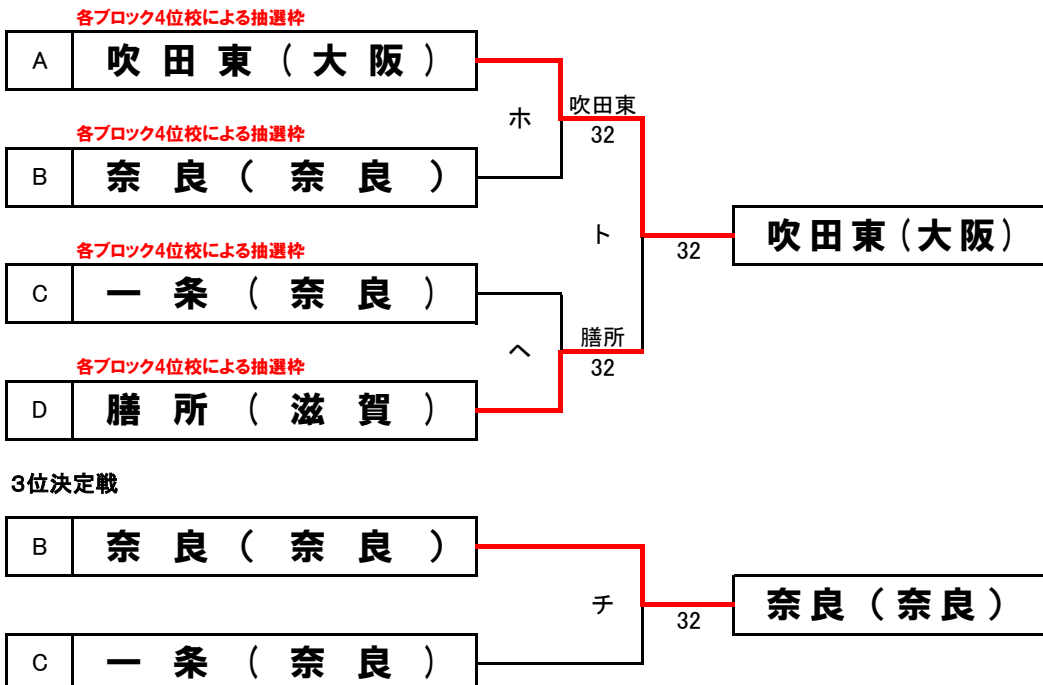 各ブロック4位校による抽選枠
A 吹田東(大阪)
ホ
吹田東
32
各ブロック4位校による抽選枠
B 奈良(奈良)
ト
32
吹田東(大阪)
各ブロック4位校による抽選枠
C 一条(奈良)
ヘ
膳所
32
各ブロック4位校による抽選枠
D 膳所(滋賀)
3位決定戦
B 奈良(奈良)
チ
32
奈良(奈良)
C 一条(奈良)